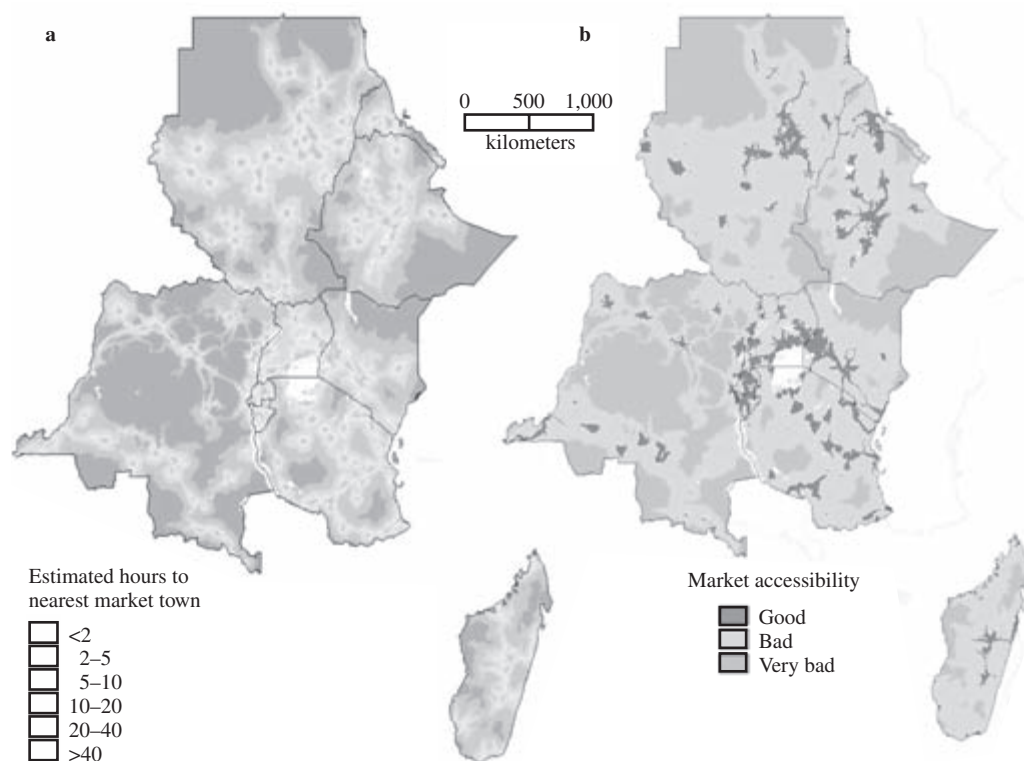 a
b
0 500 1,000
kilometers
Estimated hours to
nearest market town
<2
2–5
5–10
10–20
20–40
>40
Market accessibility
Good
Bad
Very bad